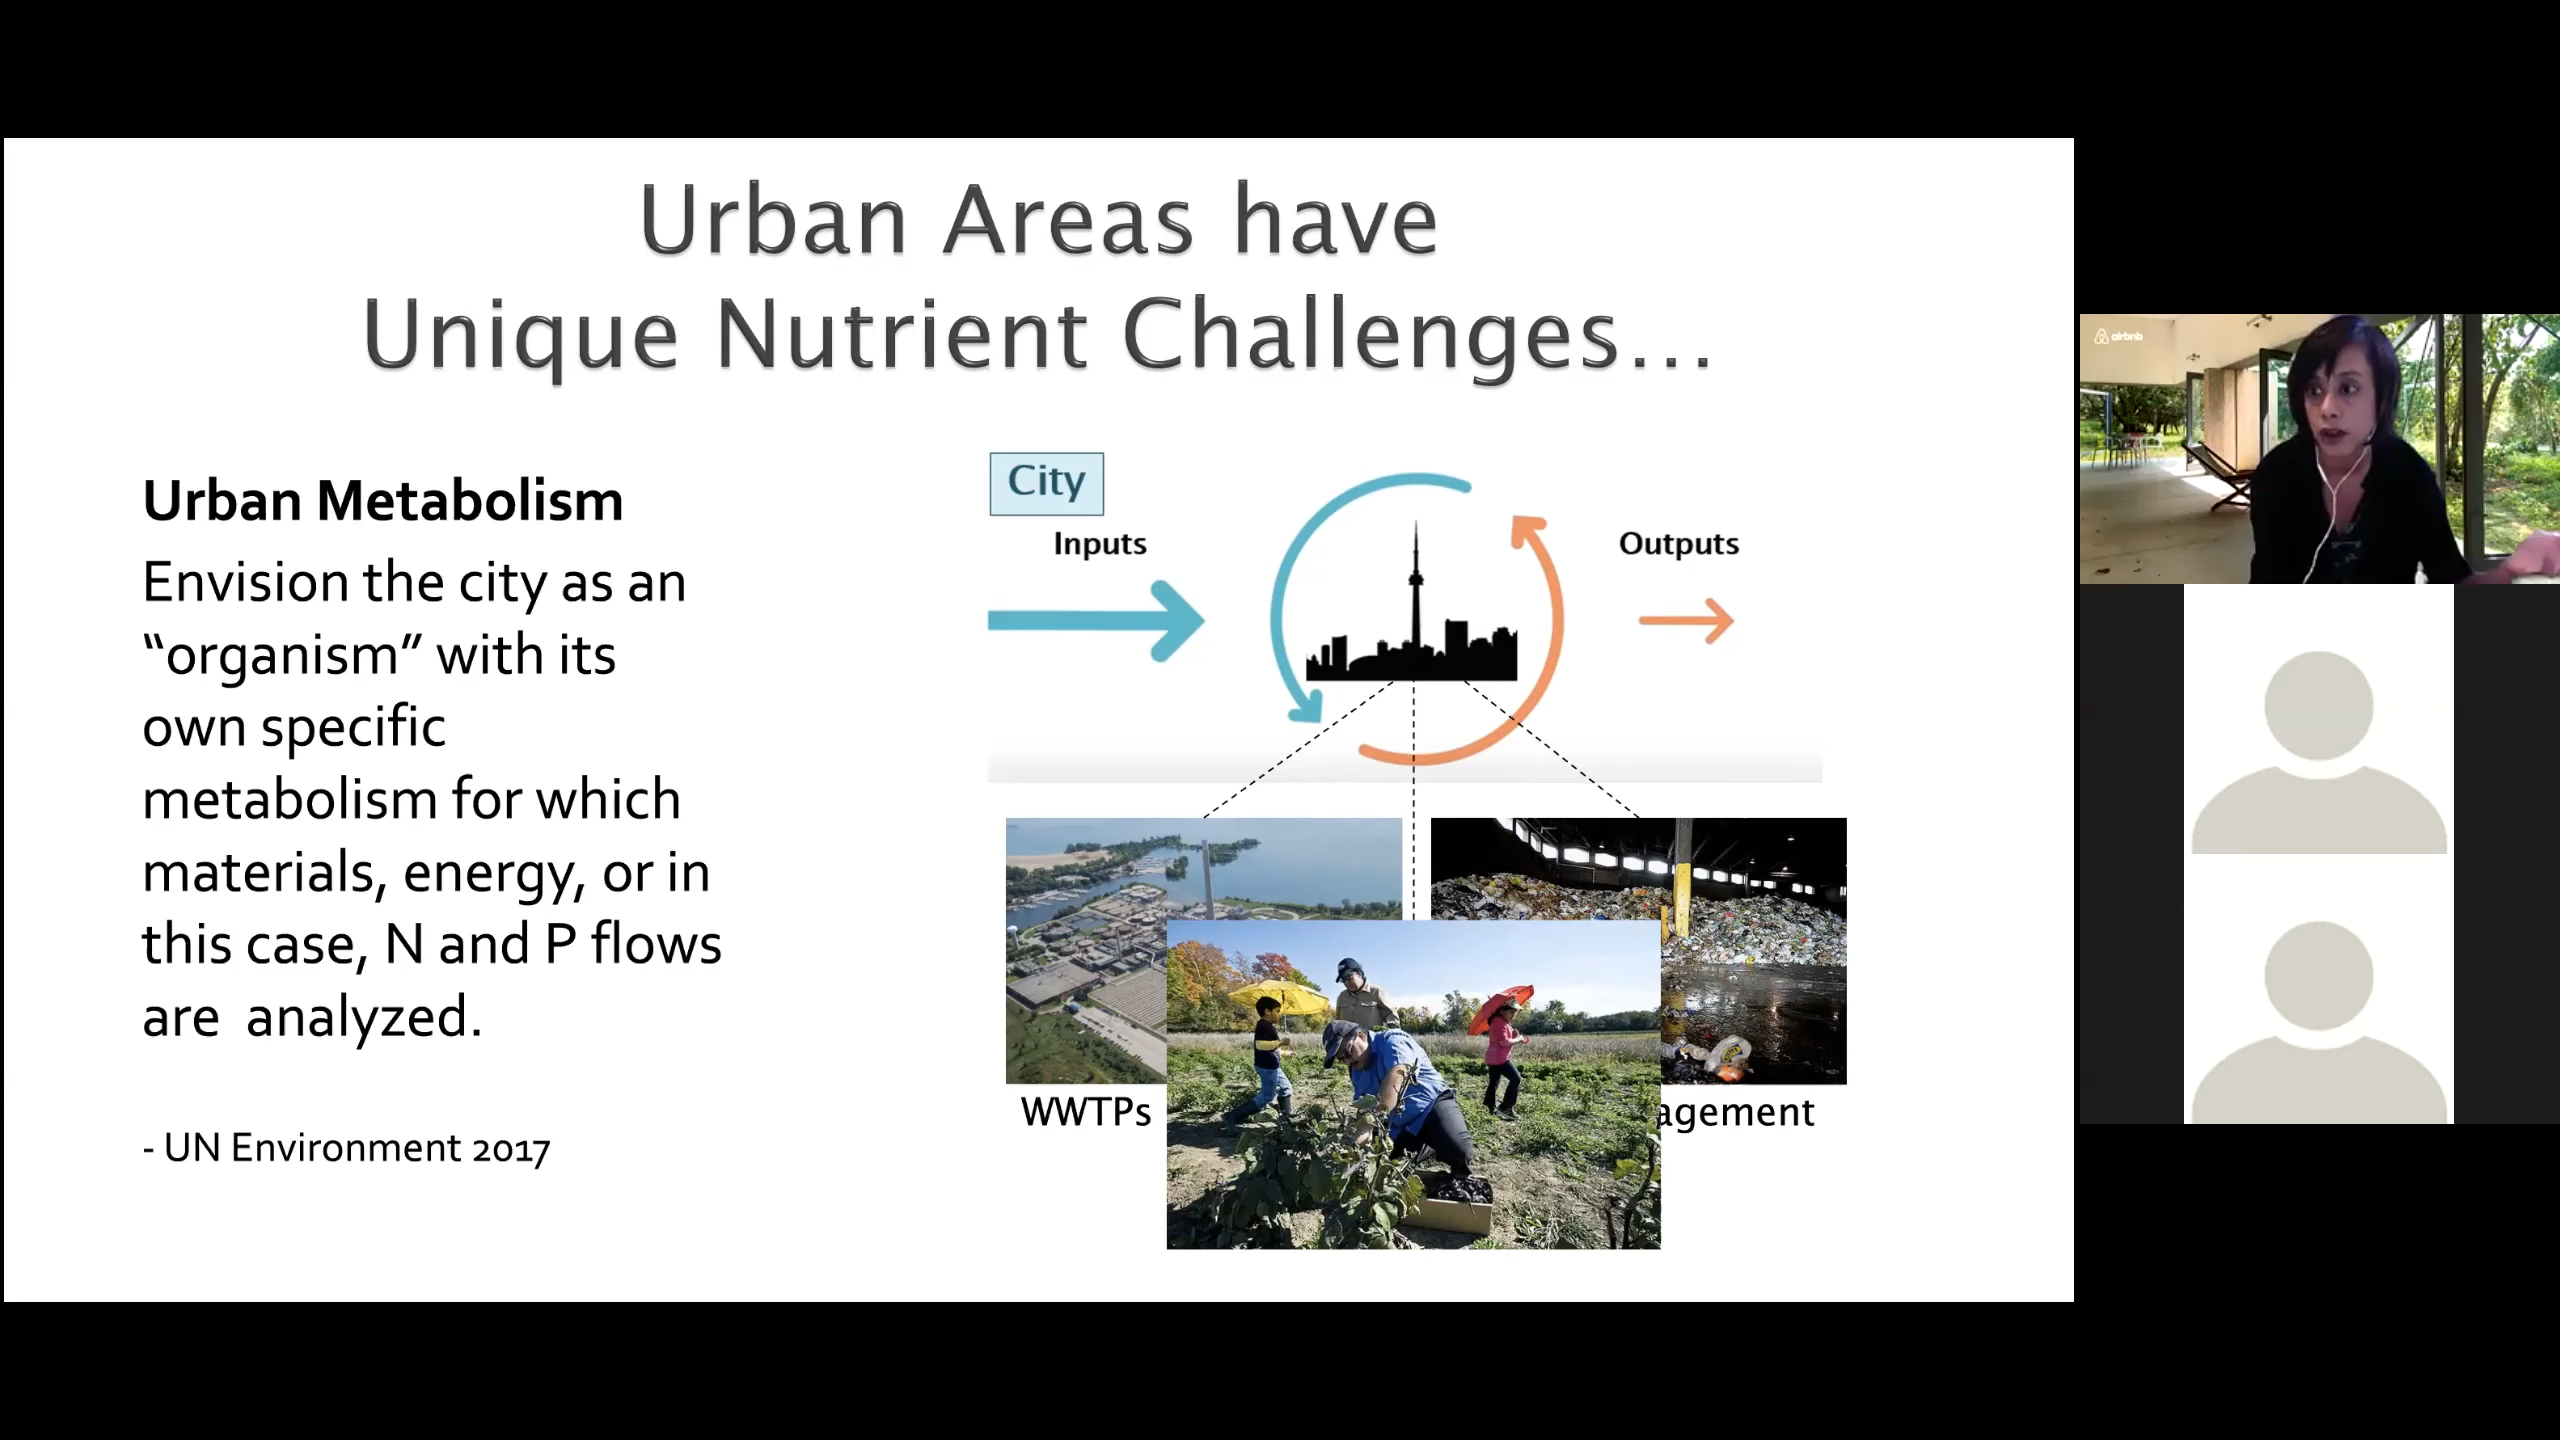 Urban Areas have
Unique Nutrient Challenges...
Urban Metabolism
Envision the city as an
“organism” with its
own specific
metabolism for which
materials, energy, or in
this case, N and P flows
are analyzed.
- UN Environment 2017
City
Inputs
Outputs
WWTPs
agement
airbnb